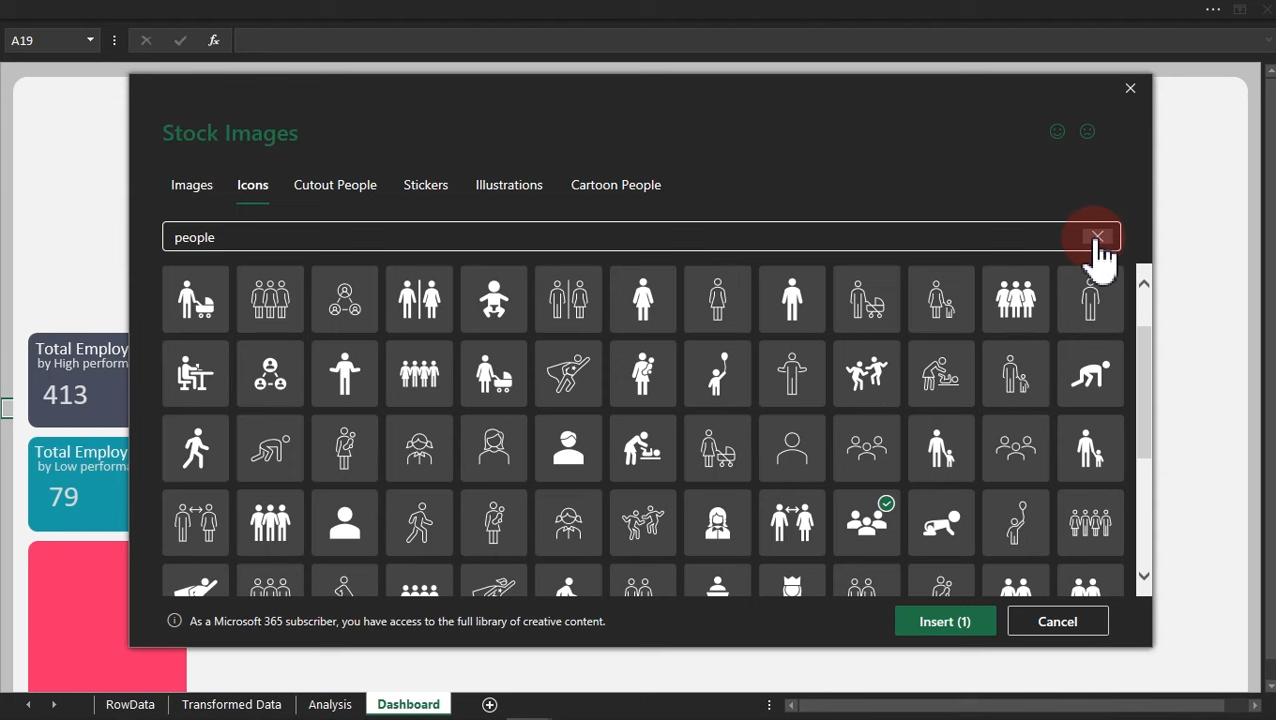 A19
fx
Stock Images
Images Icons Cutout People Stickers Illustrations Cartoon People
people
Total Employ
by High perform
413
Total Employ
by Low performa
79
As a Microsoft 365 subscriber, you have access to the full library of creative content.
Insert (1) Cancel
RowData Transformed Data Analysis Dashboard